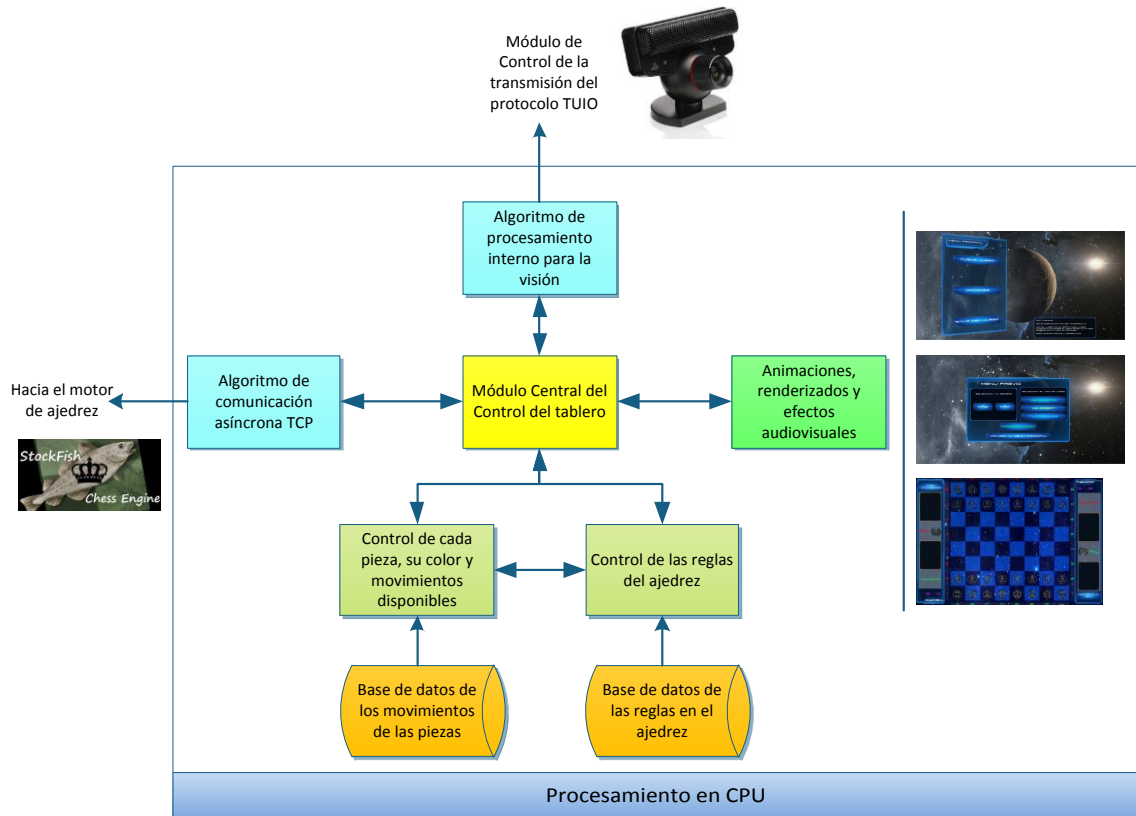 Módulo de
Control de la
transmisión del
protocolo TUIO
Algoritmo de
procesamiento
interno para la
visión
Hacia el motor
de ajedrez
StockFish
Chess Engine
Algoritmo de
comunicación
asíncrona TCP
Módulo Central del
Control del tablero
Animaciones,
renderizados y
efectos
audiovisuales
MENU PREVIO
Control de cada
pieza, su color y
movimientos
disponibles
Control de las reglas
del ajedrez
Base de datos de
los movimientos
de las piezas
Base de datos de
las reglas en el
ajedrez
Procesamiento en CPU